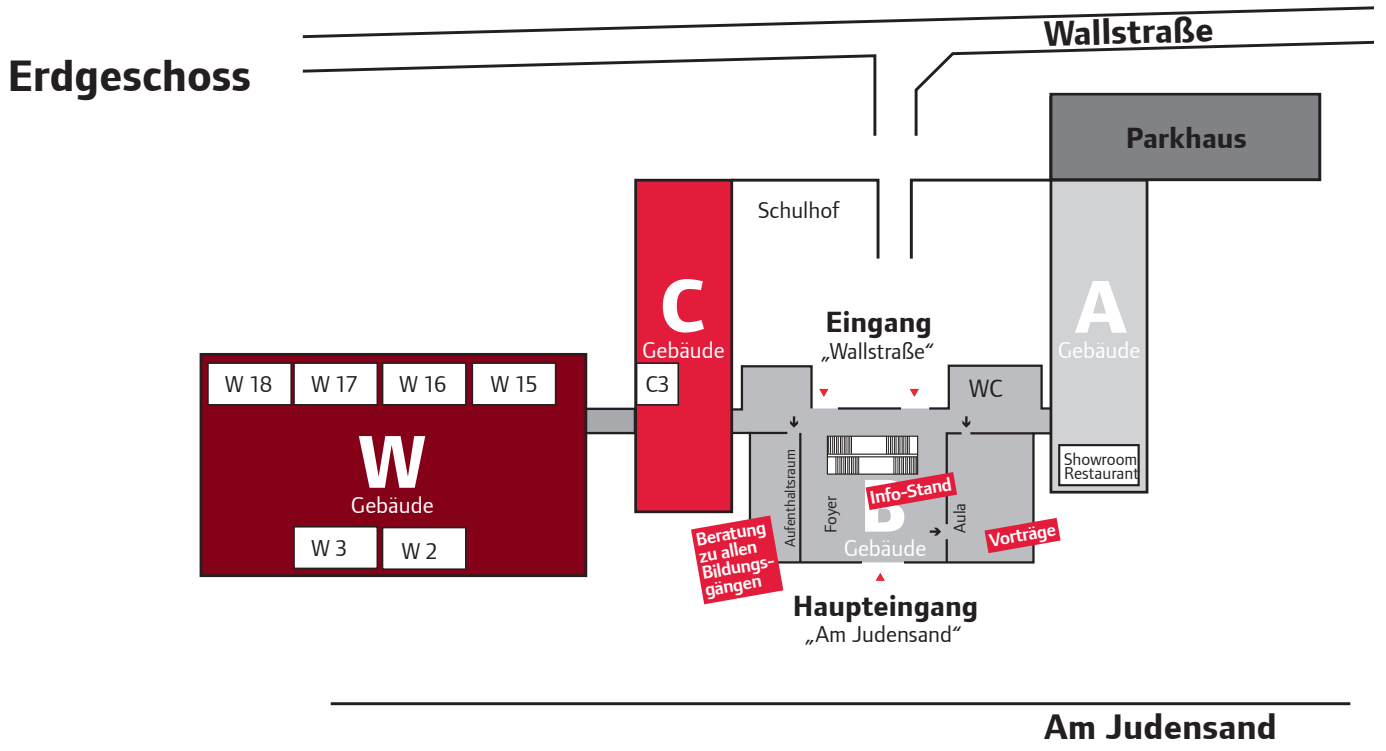 Wallstraße
Erdgeschoss
Parkhaus
Schulhof
C
Gebäude
A
Gebäude
Eingang
„Wallstraße“
W 18
W 17
W 16
W 15
C3
WC
W
Gebäude
W 3
W 2
Aufenthaltsraum
Foyer
Info-Stand
B
Gebäude
Aula
Vorträge
Showroom
Restaurant
Beratung
zu allen
Bildungs-
gängen
Haupteingang
„Am Judensand“
Am Judensand